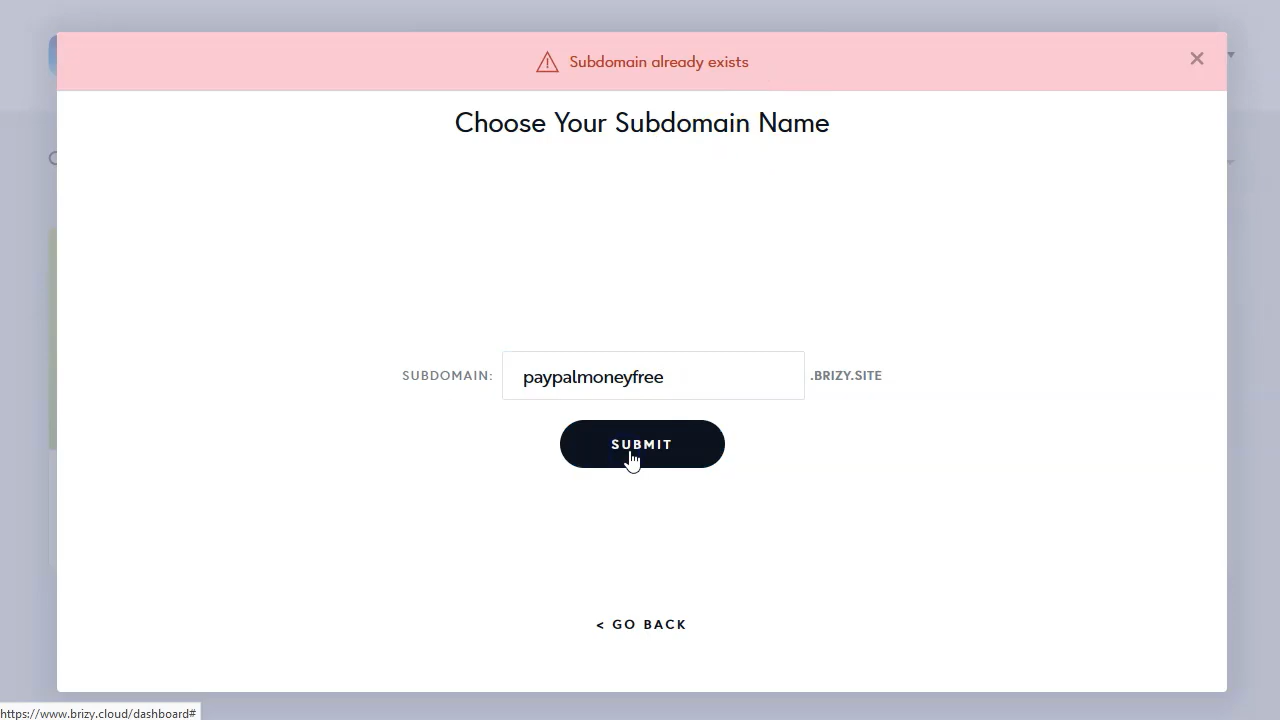 Subdomain already exists
Choose Your Subdomain Name
SUBDOMAIN: paypalmoneyfree .BRIZY.SITE
SUBMIT
< GO BACK
https://www.brizy.cloud/dashboard#